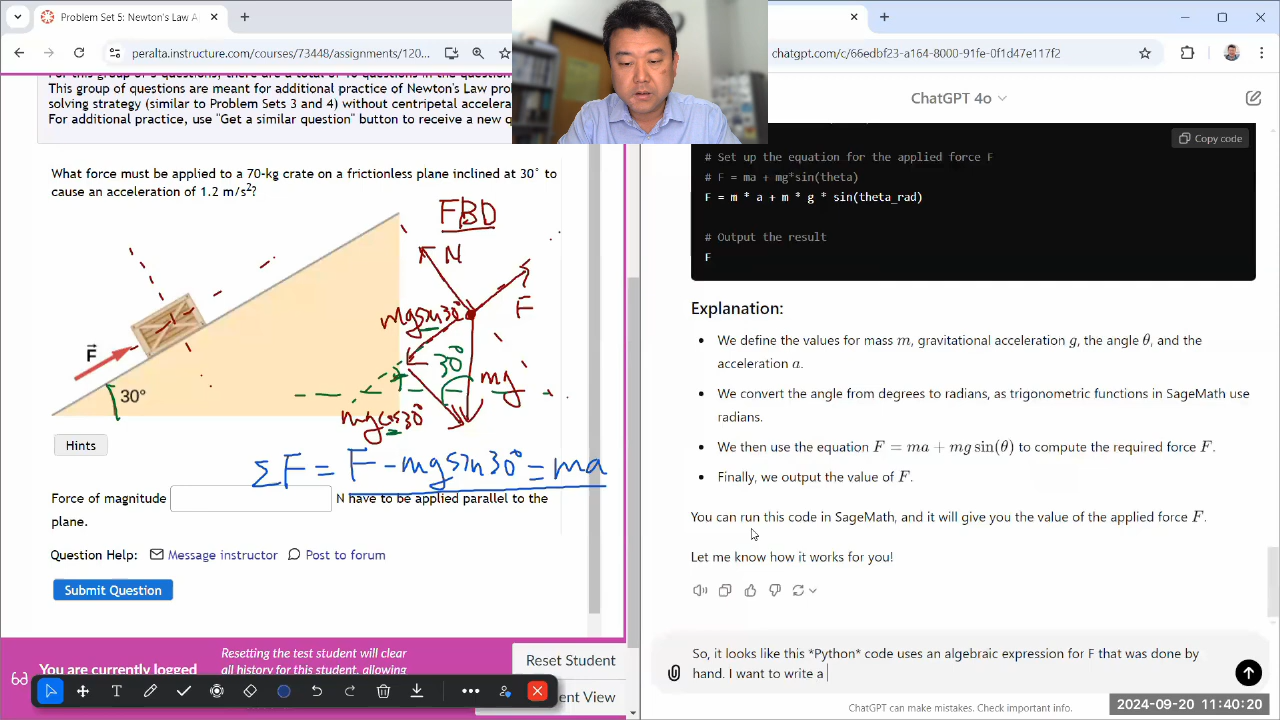 Problem Set 5: Newton's Law A
peralta.instructure.com/courses/73448/assignments/120...
chatgpt.com/c/66edbf23-a164-8000-91fe-0f1d47e117f2
This group of questions are meant for additional practice of Newton's Law pro
solving strategy (similar to Problem Sets 3 and 4) without centripetal accelera
For additional practice, use "Get a similar question" button to receive a new q
What force must be applied to a 70-kg crate on a frictionless plane inclined at 30° to
cause an acceleration of 1.2 m/s²?
FBD
N
F
mg sin30°
30°
mg
mg cos30°
F
30°
Hints
ΣF = F - mg sin30° = ma
Force of magnitude N have to be applied parallel to the
plane.
Question Help: Message instructor Post to forum
Submit Question
You are currently logged
Resetting the test student will clear
all history for this student, allowing
Reset Student
ent View
ChatGPT 4o
Copy code
# Set up the equation for the applied force F
# F = ma + mg*sin(theta)
F = m * a + m * g * sin(theta_rad)
# Output the result
F
Explanation:
• We define the values for mass m, gravitational acceleration g, the angle θ, and the
acceleration a.
• We convert the angle from degrees to radians, as trigonometric functions in SageMath use
radians.
• We then use the equation F = ma + mg sin(θ) to compute the required force F.
• Finally, we output the value of F.
You can run this code in SageMath, and it will give you the value of the applied force F.
Let me know how it works for you!
So, it looks like this *Python* code uses an algebraic expression for F that was done by
hand. I want to write a
ChatGPT can make mistakes. Check important info.
2024-09-20 11:40:20